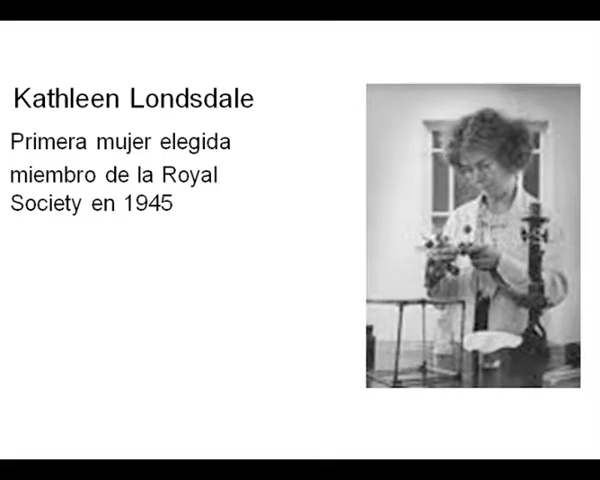 Kathleen Londsdale
Primera mujer elegida
miembro de la Royal
Society en 1945